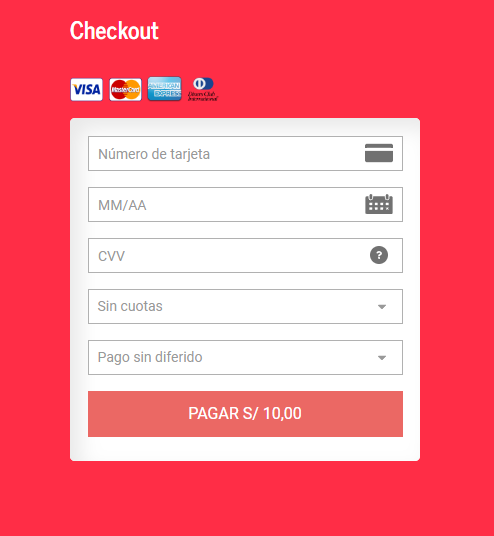 Checkout
VISA MasterCard AMERICAN EXPRESS Diners Club International
Número de tarjeta
MM/AA
CVV
?
Sin cuotas
Pago sin diferido
PAGAR S/ 10,00